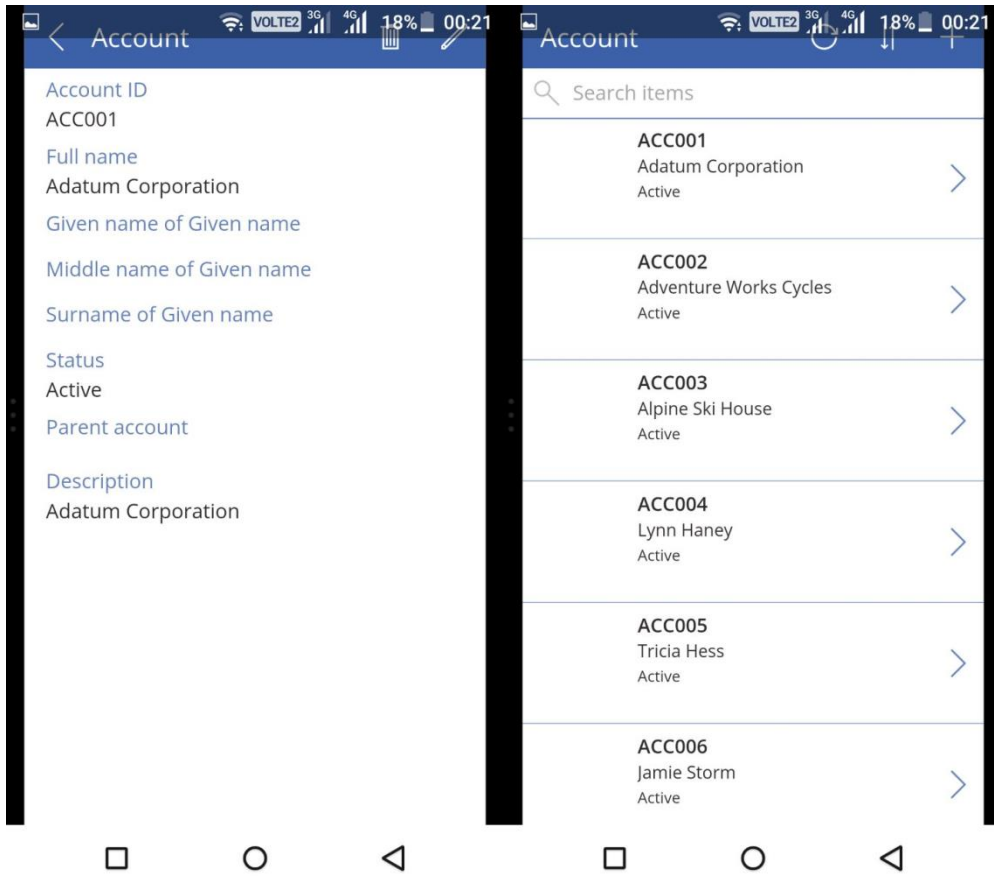 VOLTE2 3G 4G 18% 00:21
Account
Account ID
ACC001
Full name
Adatum Corporation
Given name of Given name
Middle name of Given name
Surname of Given name
Status
Active
Parent account
Description
Adatum Corporation
VOLTE2 3G 4G 18% 00:21
Account
Search items
ACC001
Adatum Corporation
Active
ACC002
Adventure Works Cycles
Active
ACC003
Alpine Ski House
Active
ACC004
Lynn Haney
Active
ACC005
Tricia Hess
Active
ACC006
Jamie Storm
Active